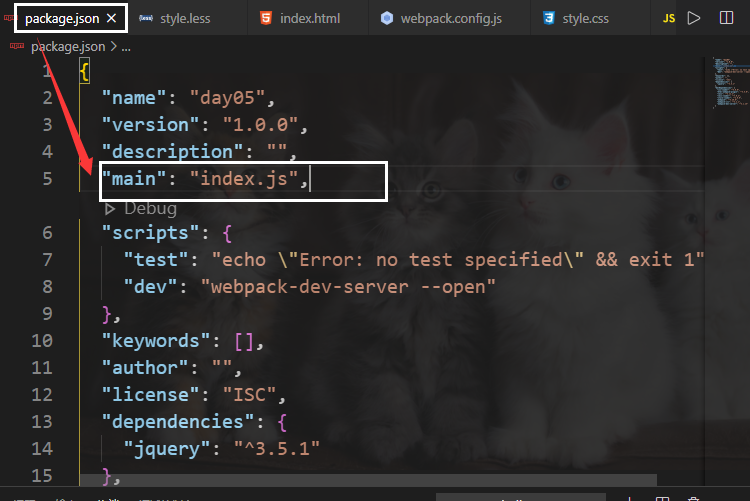 package.json
style.less
index.html
webpack.config.js
style.css
JS
package.json > ...
1 {
2 "name": "day05",
3 "version": "1.0.0",
4 "description": "",
5 "main": "index.js",
Debug
6 "scripts": {
7 "test": "echo \"Error: no test specified\" && exit 1"
8 "dev": "webpack-dev-server --open"
9 },
10 "keywords": [],
11 "author": "",
12 "license": "ISC",
13 "dependencies": {
14 "jquery": "^3.5.1"
15 },